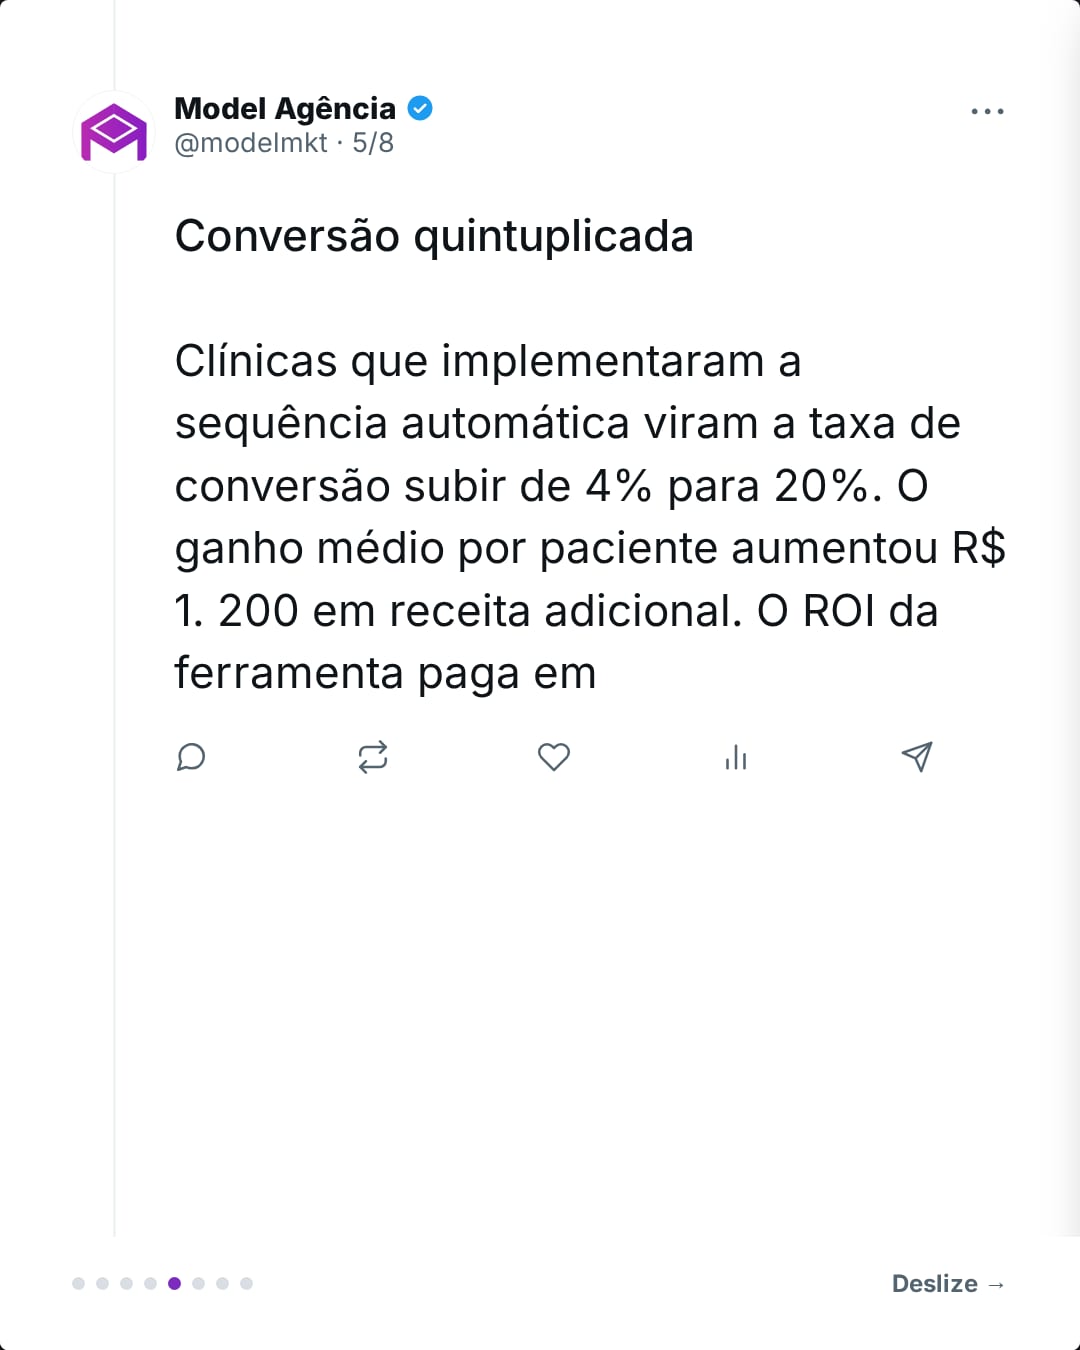 Model Agência
@modelmkt · 5/8
Conversão quintuplicada
Clínicas que implementaram a
sequência automática viram a taxa de
conversão subir de 4% para 20%. O
ganho médio por paciente aumentou R$
1. 200 em receita adicional. O ROI da
ferramenta paga em
Deslize →